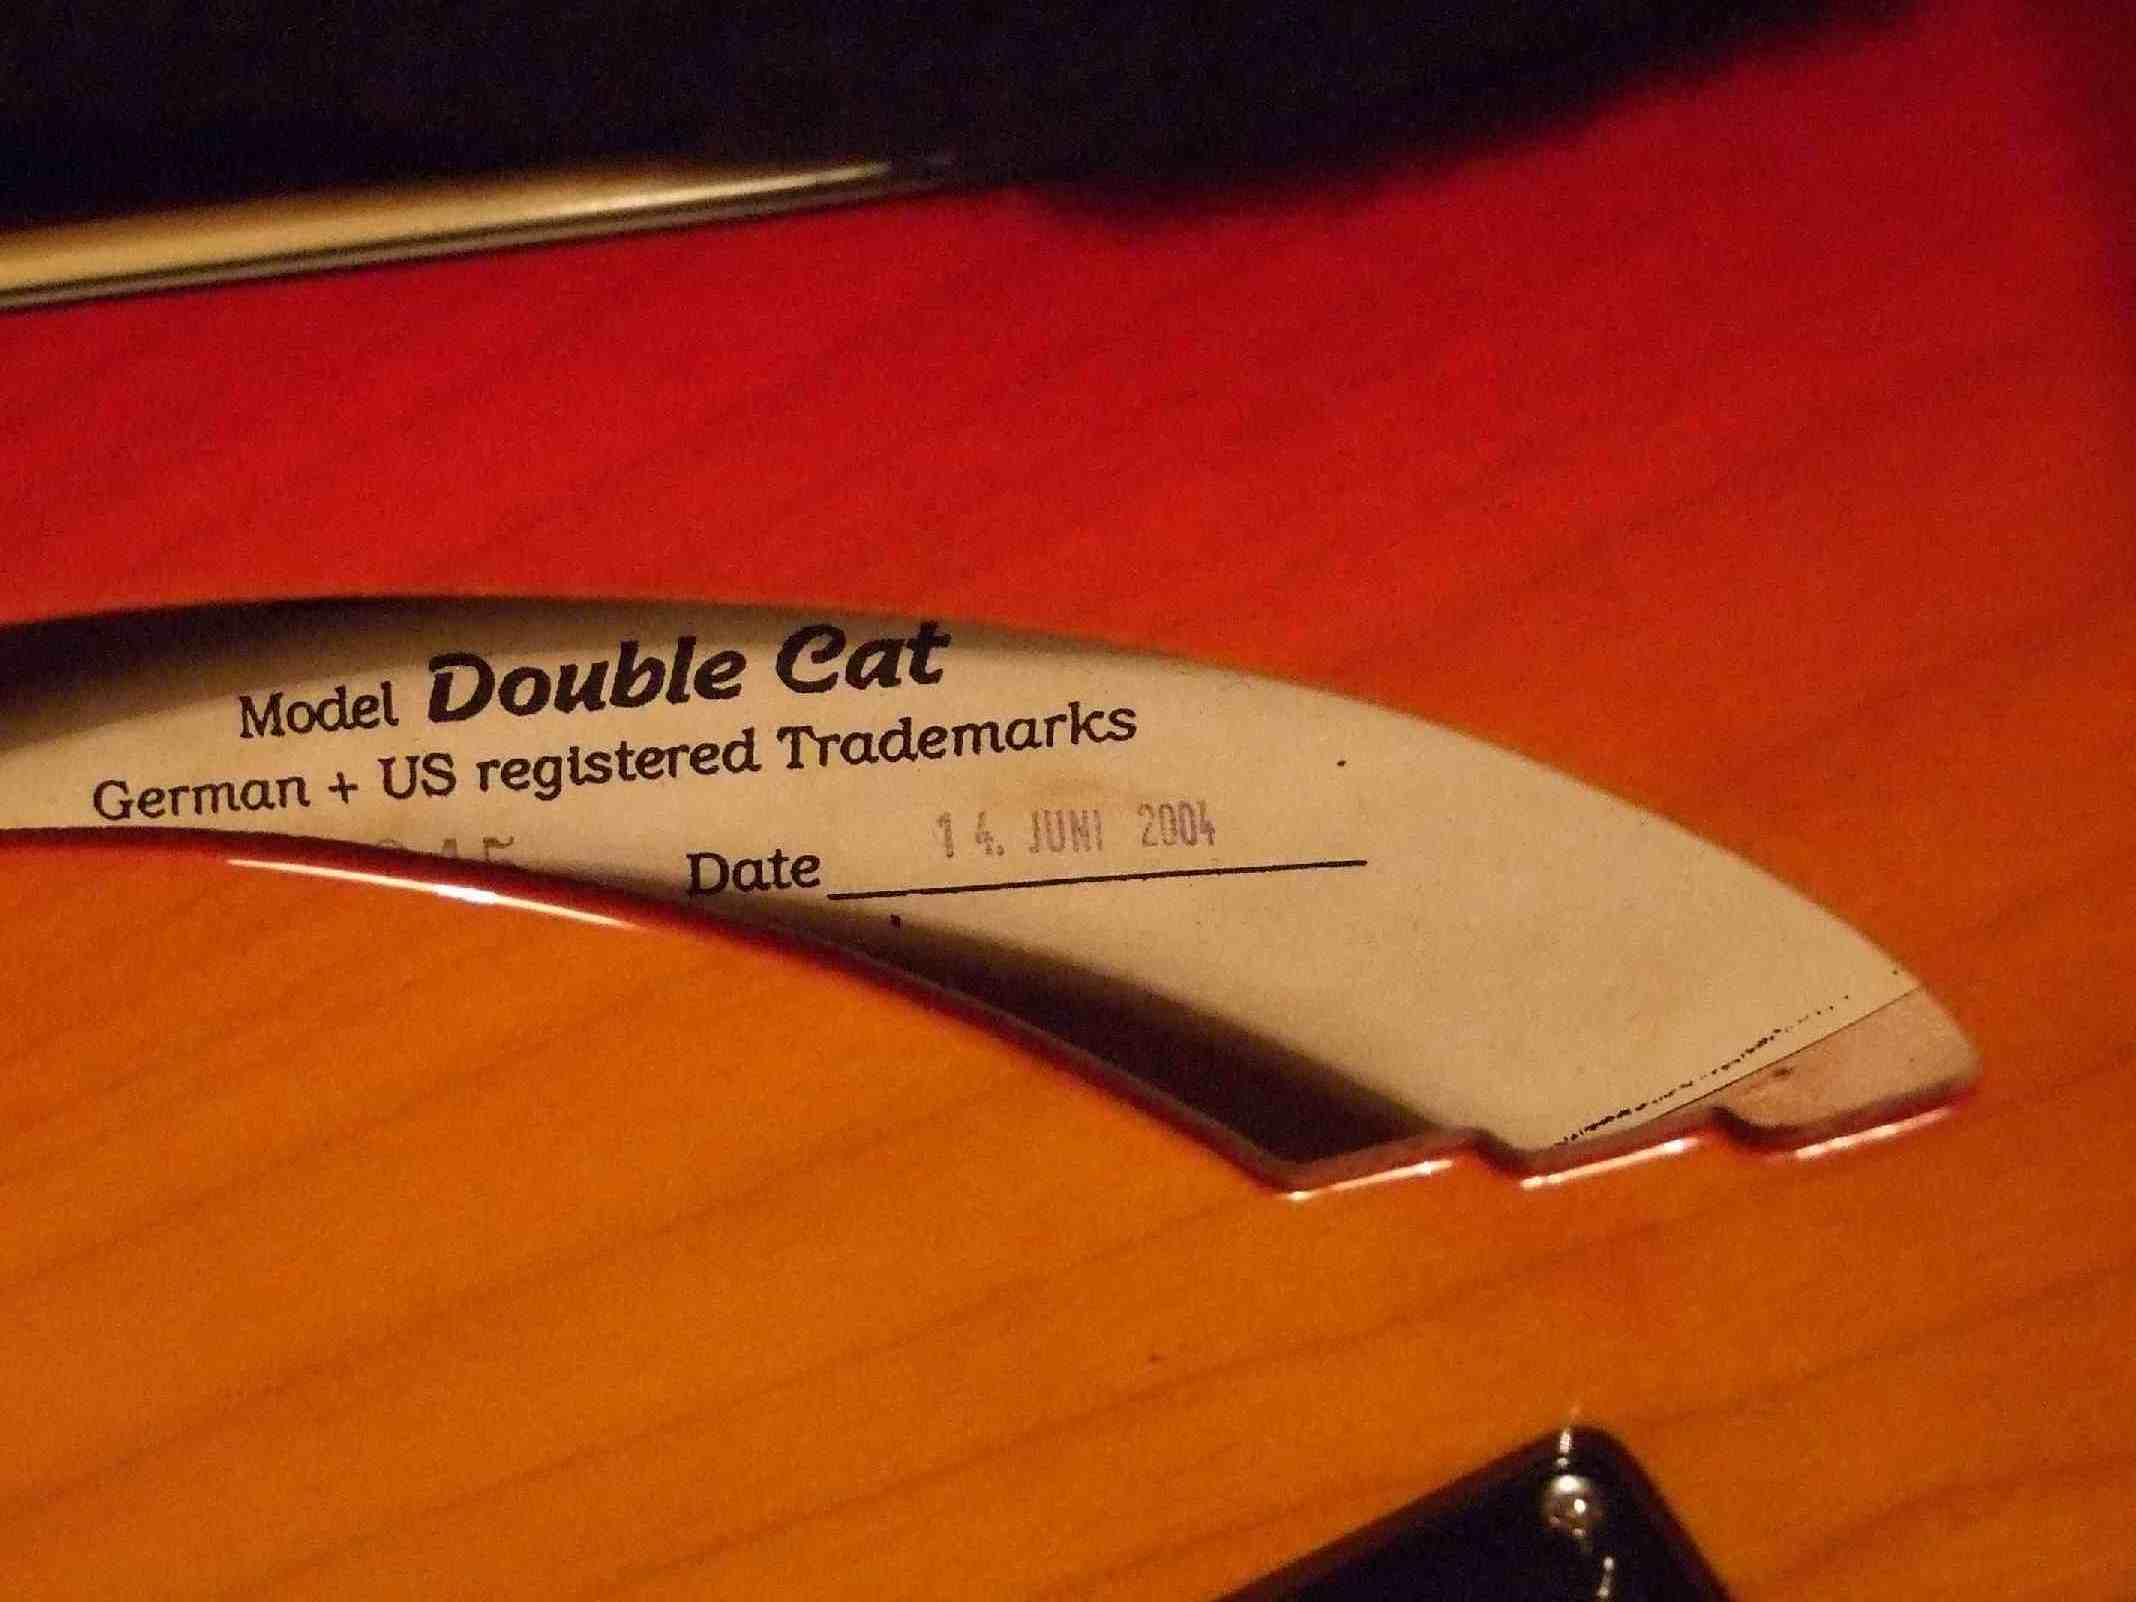 Model Double Cat
German + US registered Trademarks
Date 14. JUNI 2004